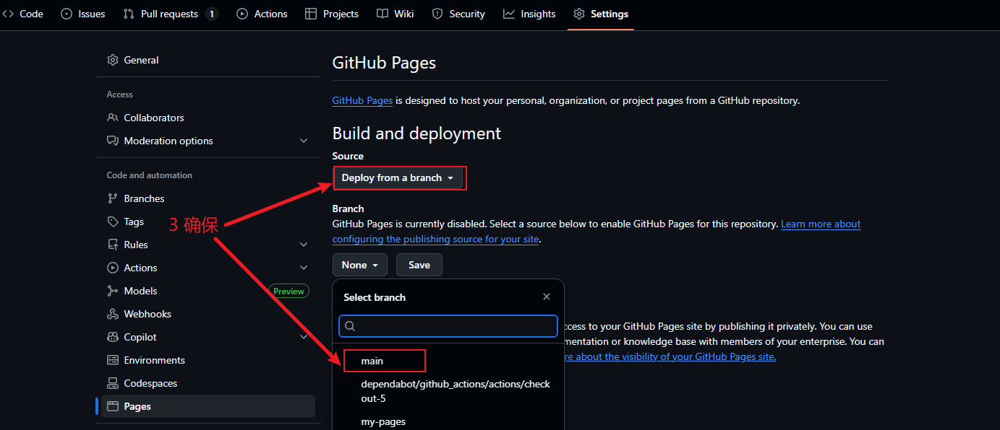 Code
Issues
Pull requests 1
Actions
Projects
Wiki
Security
Insights
Settings
General
Access
Collaborators
Moderation options
Code and automation
Branches
Tags
Rules
Actions
Models Preview
Webhooks
Copilot
Environments
Codespaces
Pages
3 确保
GitHub Pages
GitHub Pages is designed to host your personal, organization, or project pages from a GitHub repository.
Build and deployment
Source
Deploy from a branch
Branch
GitHub Pages is currently disabled. Select a source below to enable GitHub Pages for this repository. Learn more about
configuring the publishing source for your site.
None
Save
Select branch
main
dependabot/github_actions/actions/check
out-5
my-pages
ccess to your GitHub Pages site by publishing it privately. You can use
mentation or knowledge base with members of your enterprise. You can
re about the visibility of your GitHub Pages site.